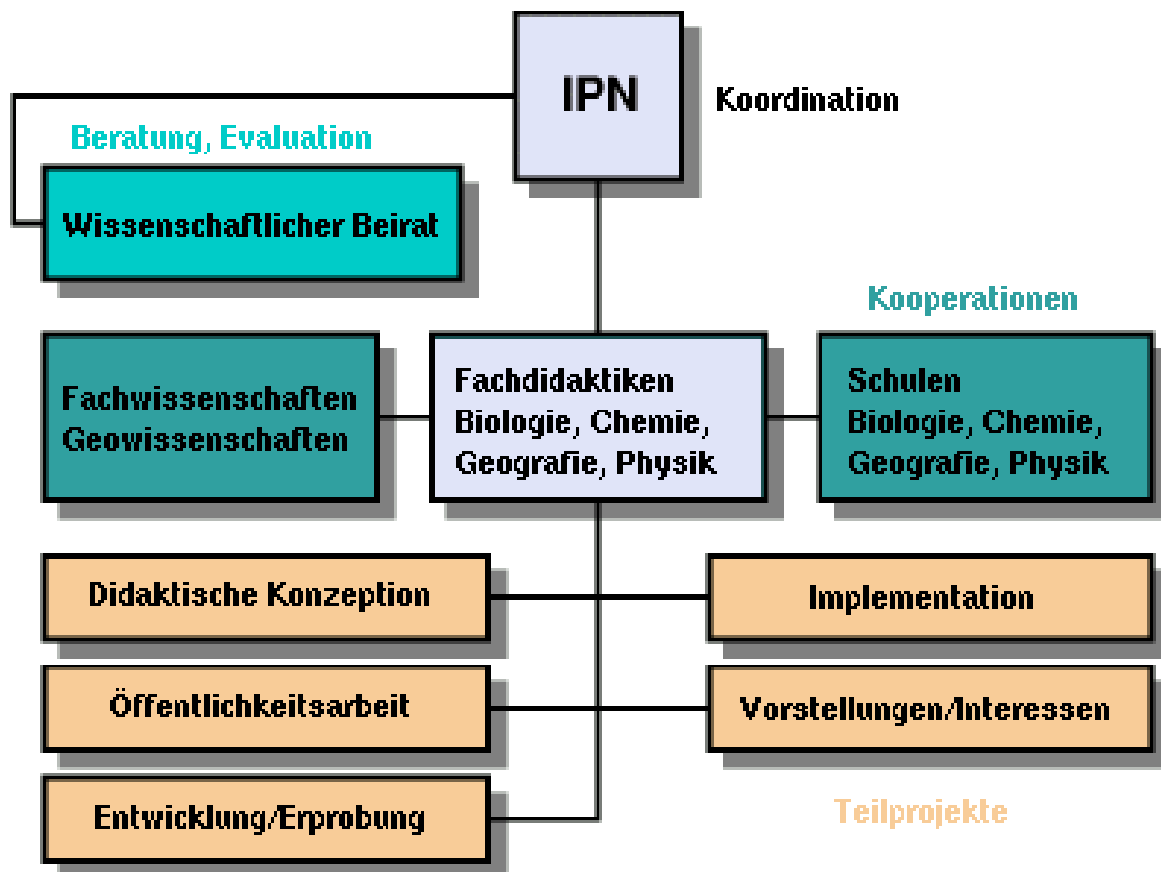 IPN
Koordination
Beratung, Evaluation
Wissenschaftlicher Beirat
Kooperationen
Fachwissenschaften
Geowissenschaften
Fachdidaktiken
Biologie, Chemie,
Geografie, Physik
Schulen
Biologie, Chemie,
Geografie, Physik
Didaktische Konzeption
Implementation
Öffentlichkeitsarbeit
Vorstellungen/Interessen
Entwicklung/Erprobung
Teilprojekte